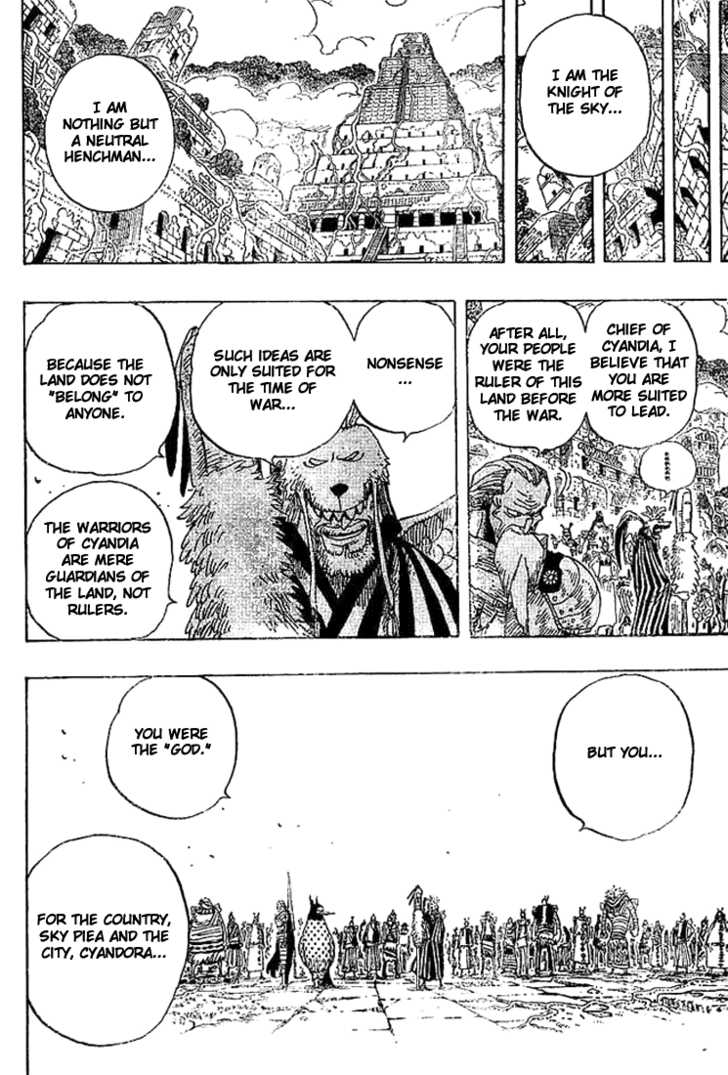 I AM THE
KNIGHT OF
THE SKY...
I AM
NOTHING BUT
A NEUTRAL
HENCHMAN...
CHIEF OF
CYANDIA, I
BELIEVE THAT
YOU ARE
MORE SUITED
TO LEAD.
AFTER ALL,
YOUR PEOPLE
WERE THE
RULER OF THIS
LAND BEFORE
THE WAR.
......
NONSENSE
...
SUCH IDEAS ARE
ONLY SUITED FOR
THE TIME OF
WAR...
BECAUSE THE
LAND DOES NOT
"BELONG" TO
ANYONE.
THE WARRIORS
OF CYANDIA
ARE MERE
GUARDIANS OF
THE LAND, NOT
RULERS.
BUT YOU...
YOU WERE
THE "GOD."
FOR THE COUNTRY,
SKY PIEA AND THE
CITY, CYANDORA...